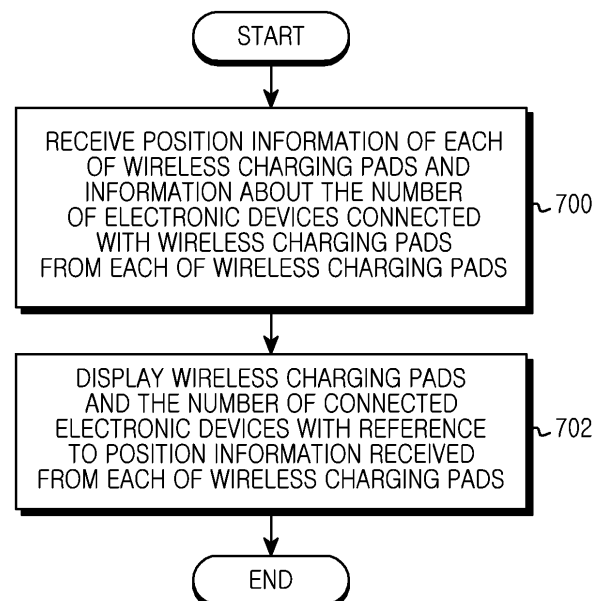 START
RECEIVE POSITION INFORMATION OF EACH
OF WIRELESS CHARGING PADS AND
INFORMATION ABOUT THE NUMBER
OF ELECTRONIC DEVICES CONNECTED
WITH WIRELESS CHARGING PADS
FROM EACH OF WIRELESS CHARGING PADS
700
DISPLAY WIRELESS CHARGING PADS
AND THE NUMBER OF CONNECTED
ELECTRONIC DEVICES WITH REFERENCE
TO POSITION INFORMATION RECEIVED
FROM EACH OF WIRELESS CHARGING PADS
702
END